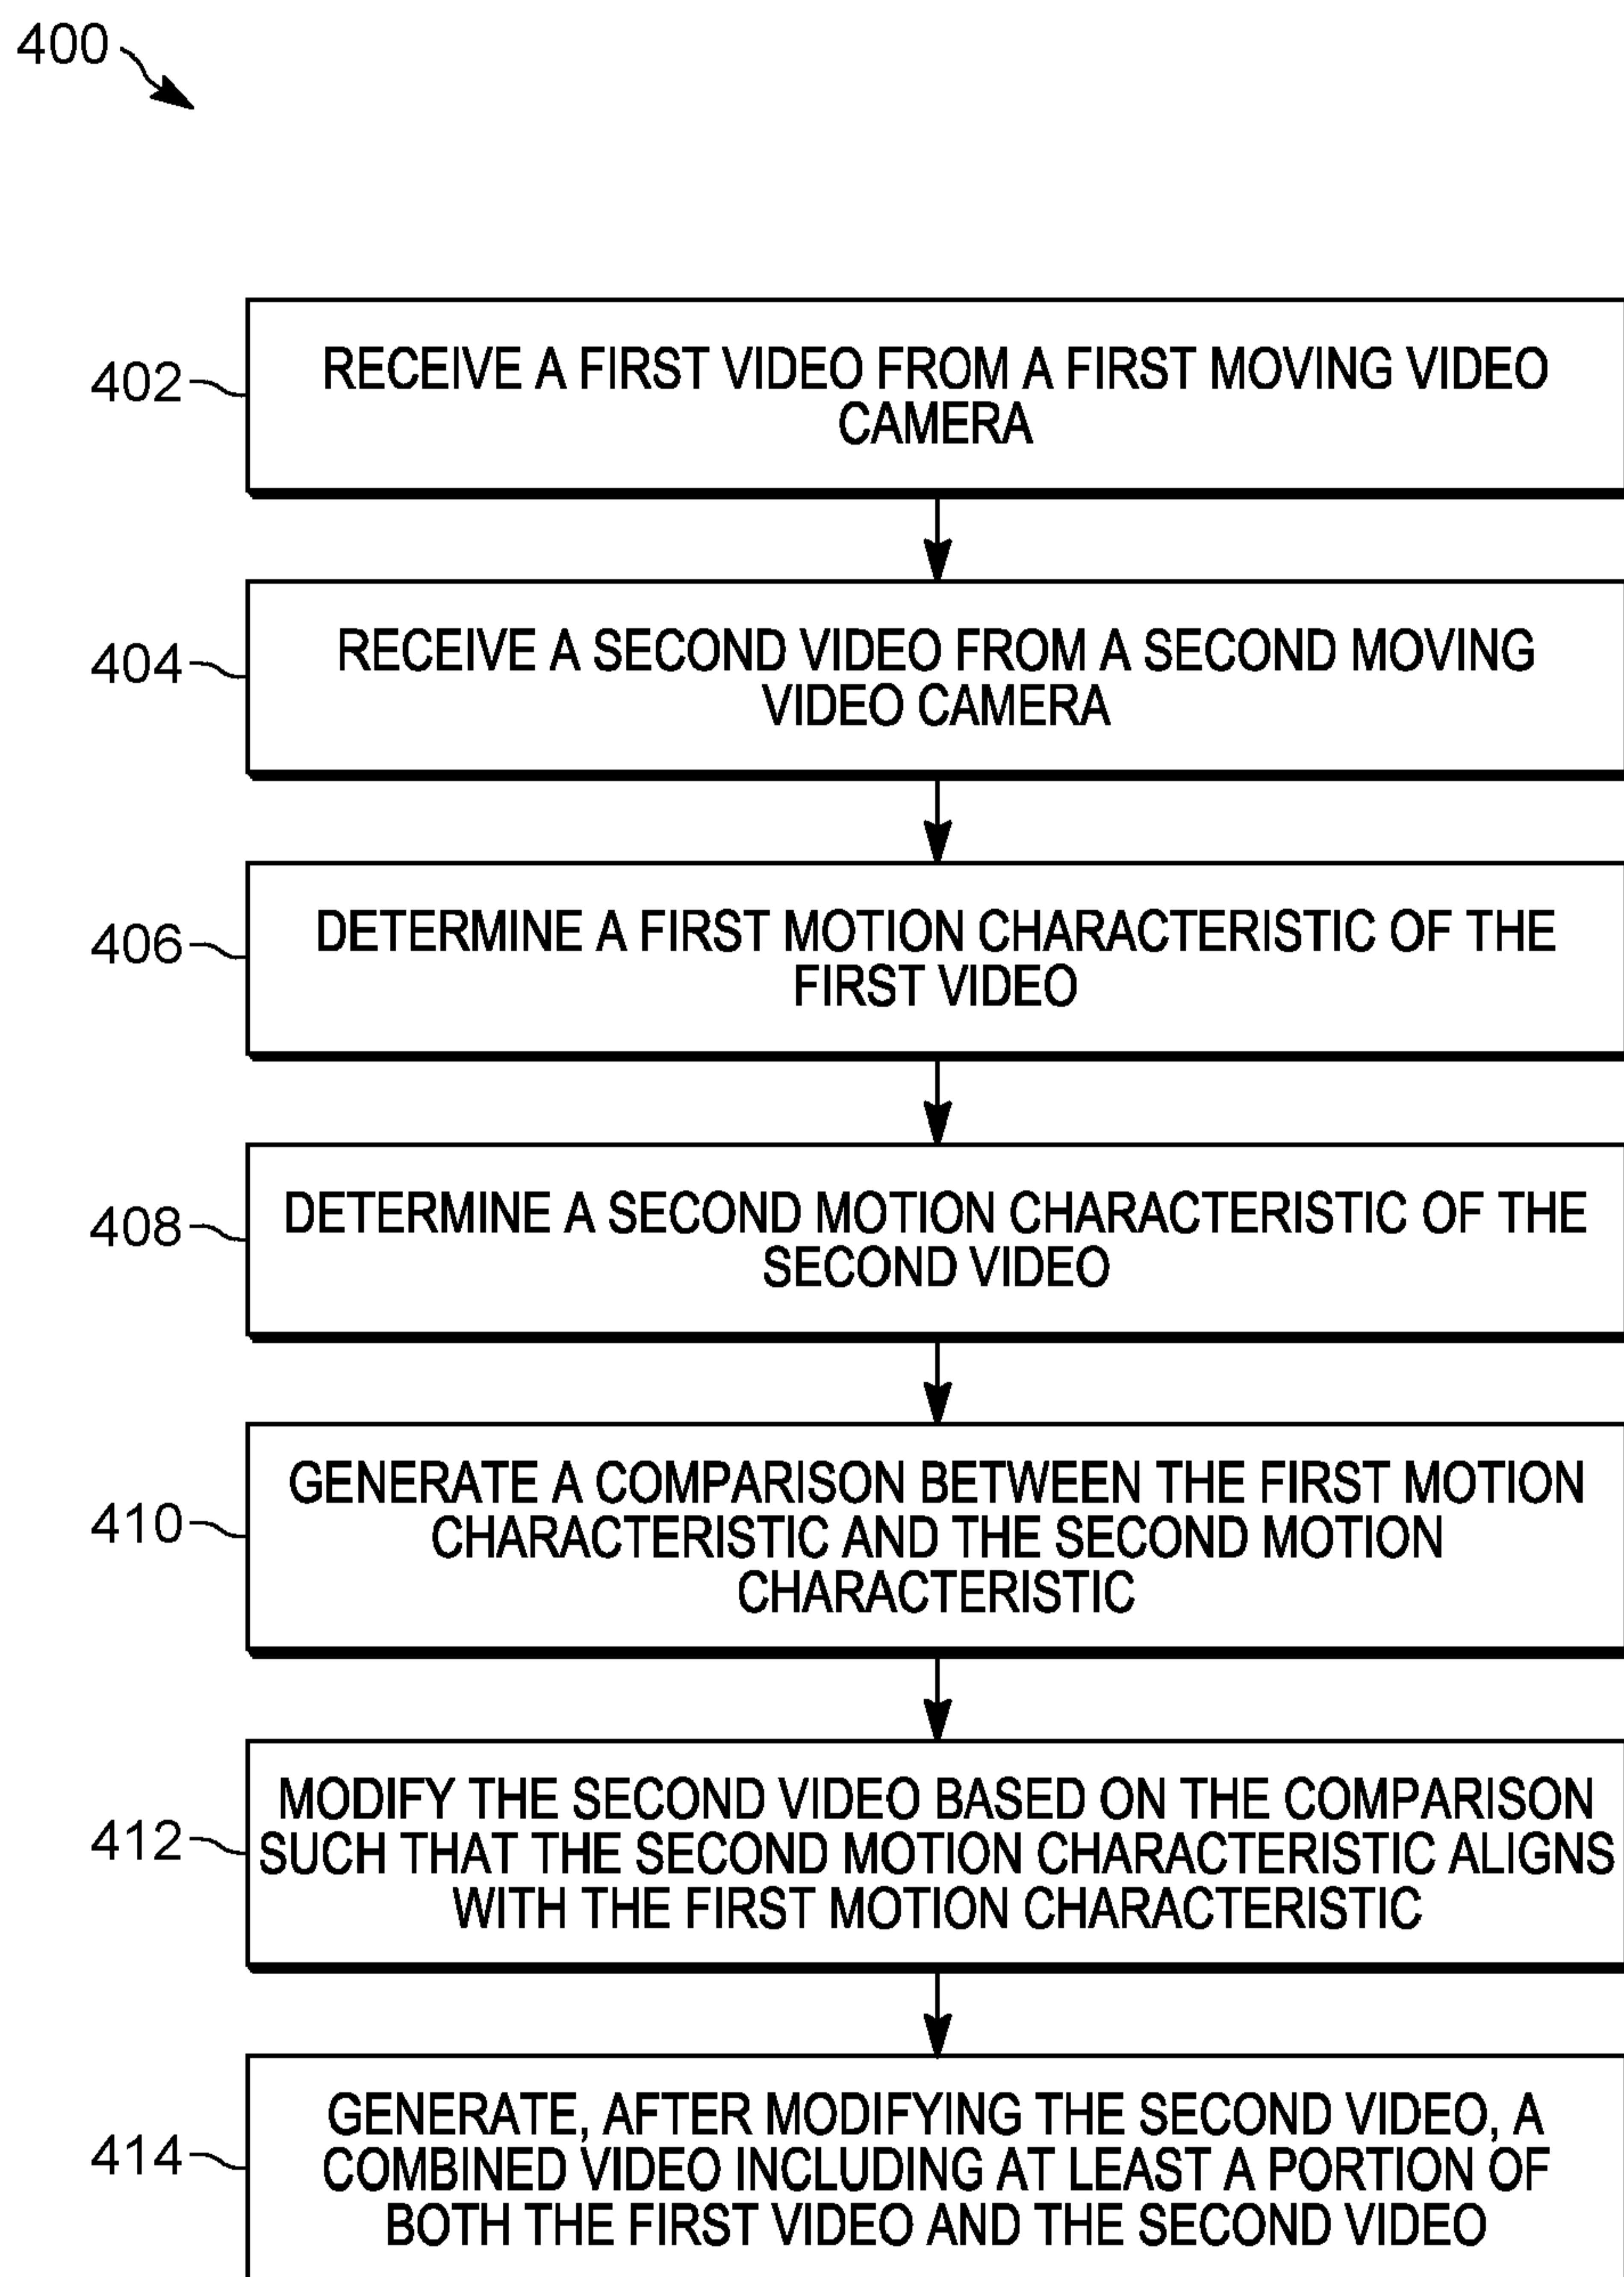 400
402
RECEIVE A FIRST VIDEO FROM A FIRST MOVING VIDEO
CAMERA
404
RECEIVE A SECOND VIDEO FROM A SECOND MOVING
VIDEO CAMERA
406
DETERMINE A FIRST MOTION CHARACTERISTIC OF THE
FIRST VIDEO
408
DETERMINE A SECOND MOTION CHARACTERISTIC OF THE
SECOND VIDEO
410
GENERATE A COMPARISON BETWEEN THE FIRST MOTION
CHARACTERISTIC AND THE SECOND MOTION
CHARACTERISTIC
412
MODIFY THE SECOND VIDEO BASED ON THE COMPARISON
SUCH THAT THE SECOND MOTION CHARACTERISTIC ALIGNS
WITH THE FIRST MOTION CHARACTERISTIC
414
GENERATE, AFTER MODIFYING THE SECOND VIDEO, A
COMBINED VIDEO INCLUDING AT LEAST A PORTION OF
BOTH THE FIRST VIDEO AND THE SECOND VIDEO